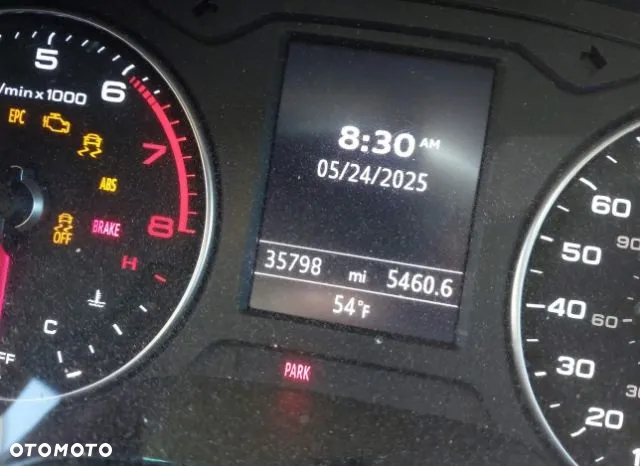 5
6
/min x 1000
7
8
EPC
ABS
OFF
BRAKE
H
C
8:30 AM
05/24/2025
35798 mi 5460.6
54°F
PARK
60
50
40
30
20
90
60
OTOMOTO